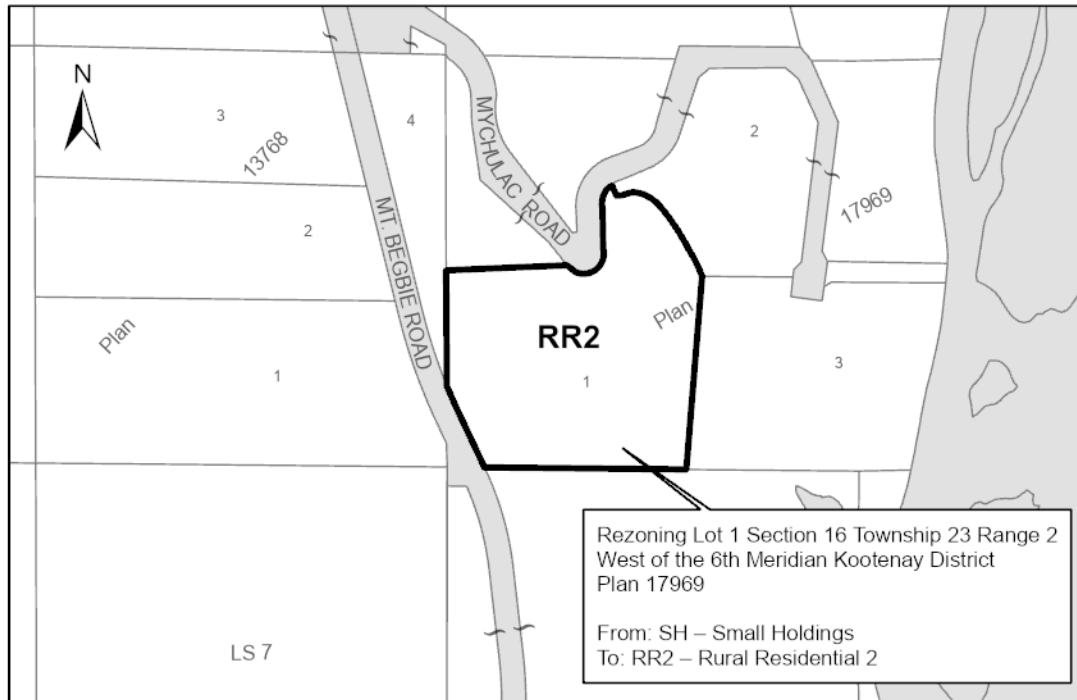 N
3
13768
4
MYCHULAC ROAD
2
17969
2
MT. BEGBIE ROAD
Plan
1
RR2
1
Plan
3
LS 7
Rezoning Lot 1 Section 16 Township 23 Range 2
West of the 6th Meridian Kootenay District
Plan 17969
From: SH – Small Holdings
To: RR2 – Rural Residential 2